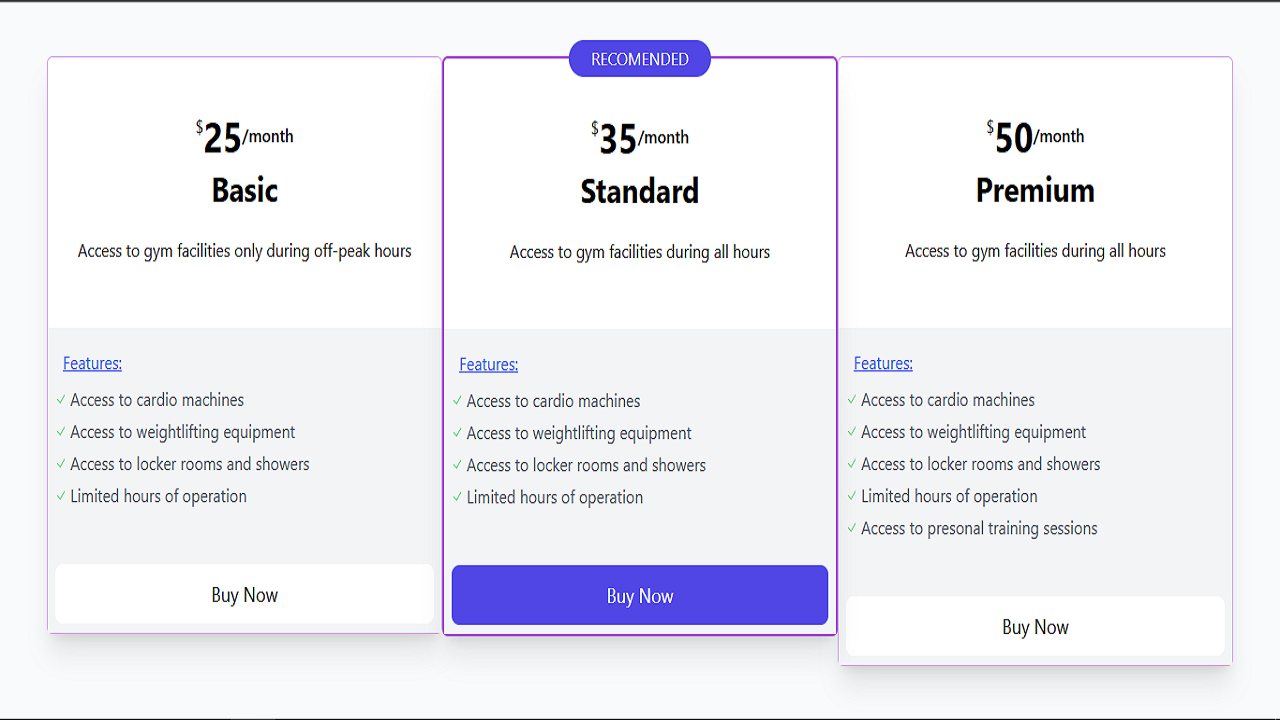 $25/month
Basic
Access to gym facilities only during off-peak hours
Features:
Access to cardio machines
Access to weightlifting equipment
Access to locker rooms and showers
Limited hours of operation
Buy Now
RECOMENDED
$35/month
Standard
Access to gym facilities during all hours
Features:
Access to cardio machines
Access to weightlifting equipment
Access to locker rooms and showers
Limited hours of operation
Buy Now
$50/month
Premium
Access to gym facilities during all hours
Features:
Access to cardio machines
Access to weightlifting equipment
Access to locker rooms and showers
Limited hours of operation
Access to presonal training sessions
Buy Now